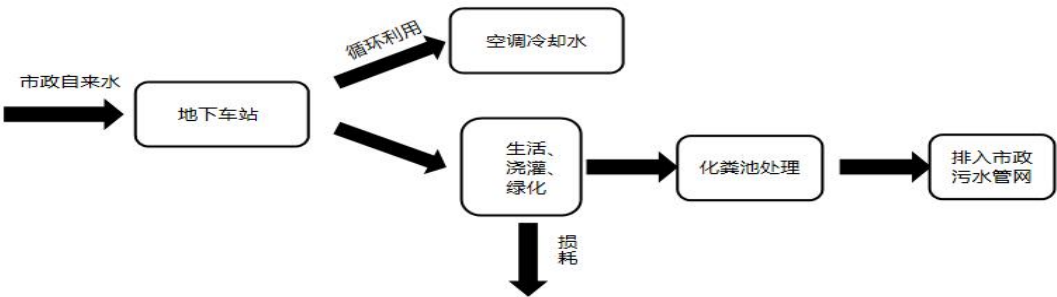 循环利用
空调冷却水
市政自来水
地下车站
生活、
浇灌、
绿化
化粪池处理
排入市政
污水管网
损
耗